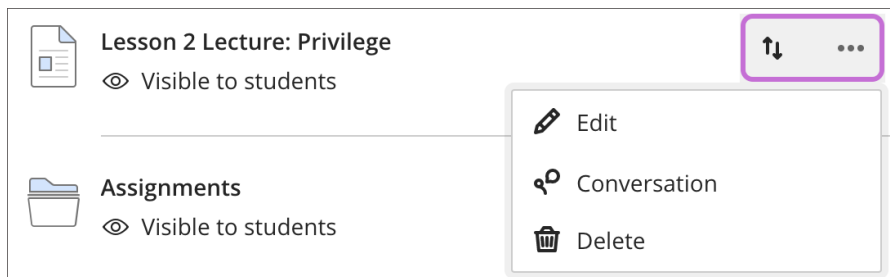 Lesson 2 Lecture: Privilege
Visible to students
Edit
Conversation
Delete
Assignments
Visible to students